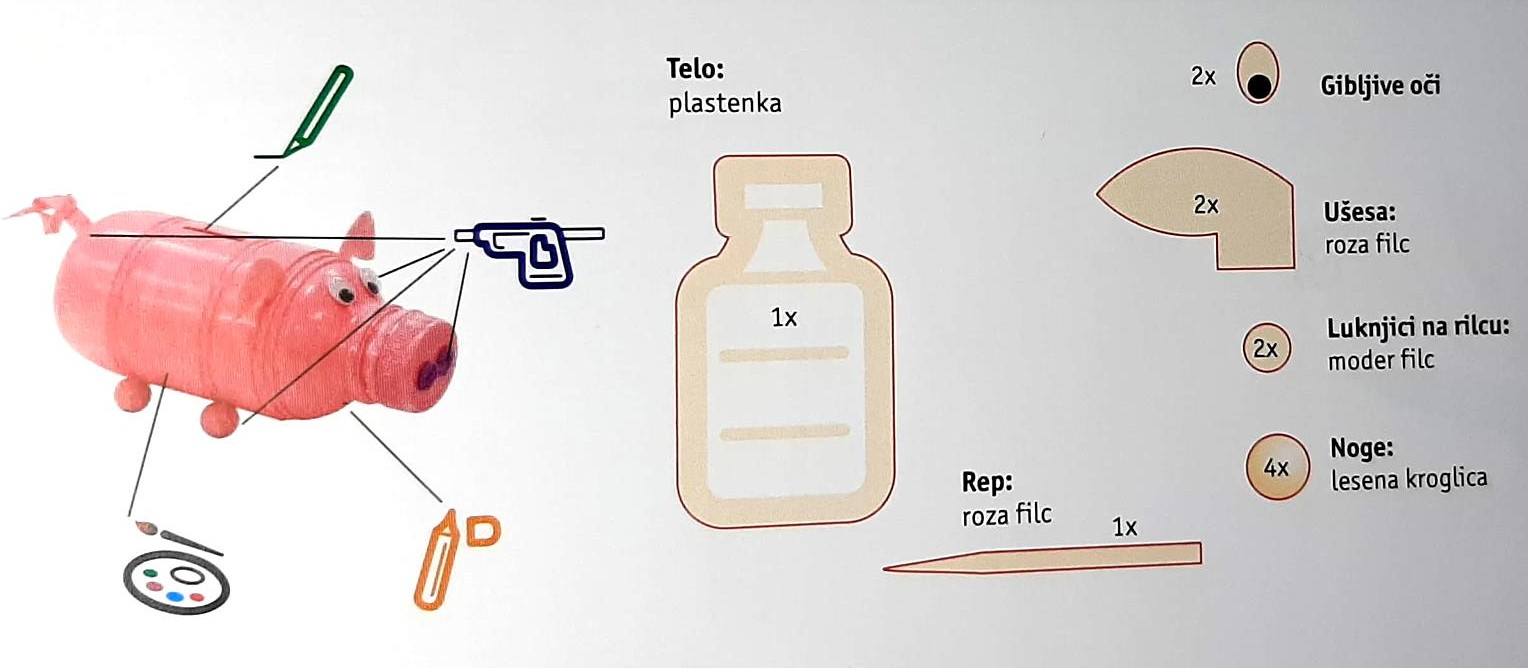 Telo:
plastenka
1x
Rep:
roza filc
1x
2x
Gibljive oči
2x
Ušesa:
roza filc
2x
Luknjici na rilcu:
moder filc
4x
Noge:
lesena kroglica